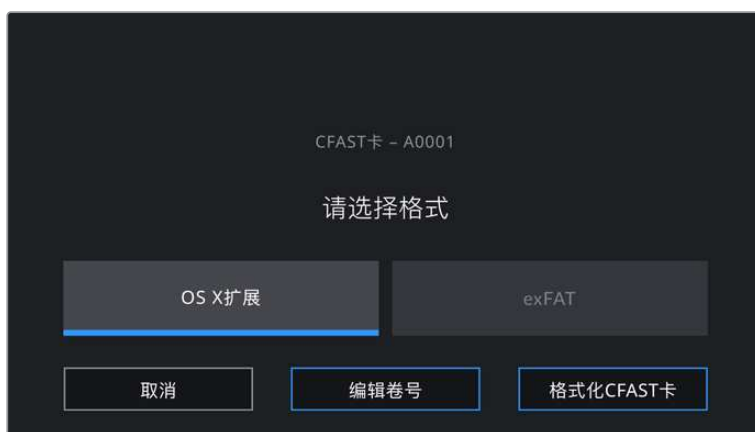 CFAST卡 – A0001
请选择格式
OS X扩展 exFAT
取消 编辑卷号 格式化CFAST卡